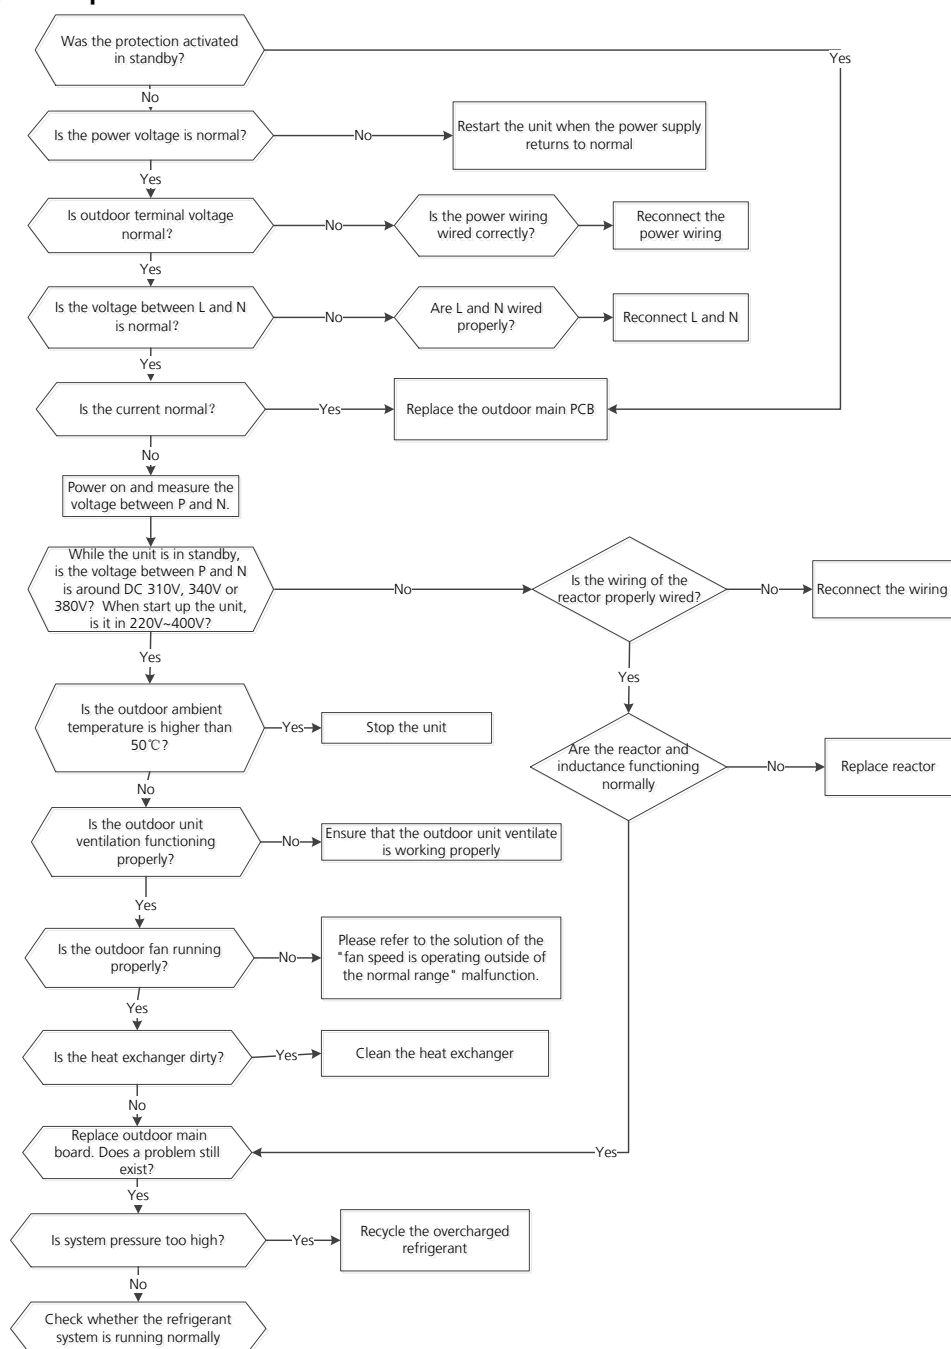 Was the protection activated
in standby?
Yes
No
Is the power voltage is normal?
No
Restart the unit when the power supply
returns to normal
Yes
Is outdoor terminal voltage
normal?
No
Is the power wiring
wired correctly?
Reconnect the
power wiring
Yes
Is the voltage between L and N
is normal?
No
Are L and N wired
properly?
Reconnect L and N
Yes
Is the current normal?
Yes
Replace the outdoor main PCB
No
Power on and measure the
voltage between P and N.
While the unit is in standby,
is the voltage between P and N
is around DC 310V, 340V or
380V? When start up the unit,
is it in 220V~400V?
No
Is the wiring of the
reactor properly wired?
No
Reconnect the wiring
Yes
Yes
Is the outdoor ambient
temperature is higher than
50℃?
Yes
Stop the unit
Are the reactor and
inductance functioning
normally
No
Replace reactor
No
Is the outdoor unit
ventilation functioning
properly?
No
Ensure that the outdoor unit ventilate
is working properly
Yes
Is the outdoor fan running
properly?
No
Please refer to the solution of the
"fan speed is operating outside of
the normal range" malfunction.
Yes
Is the heat exchanger dirty?
Yes
Clean the heat exchanger
No
Replace outdoor main
board. Does a problem still
exist?
Yes
Yes
Is system pressure too high?
Yes
Recycle the overcharged
refrigerant
No
Check whether the refrigerant
system is running normally